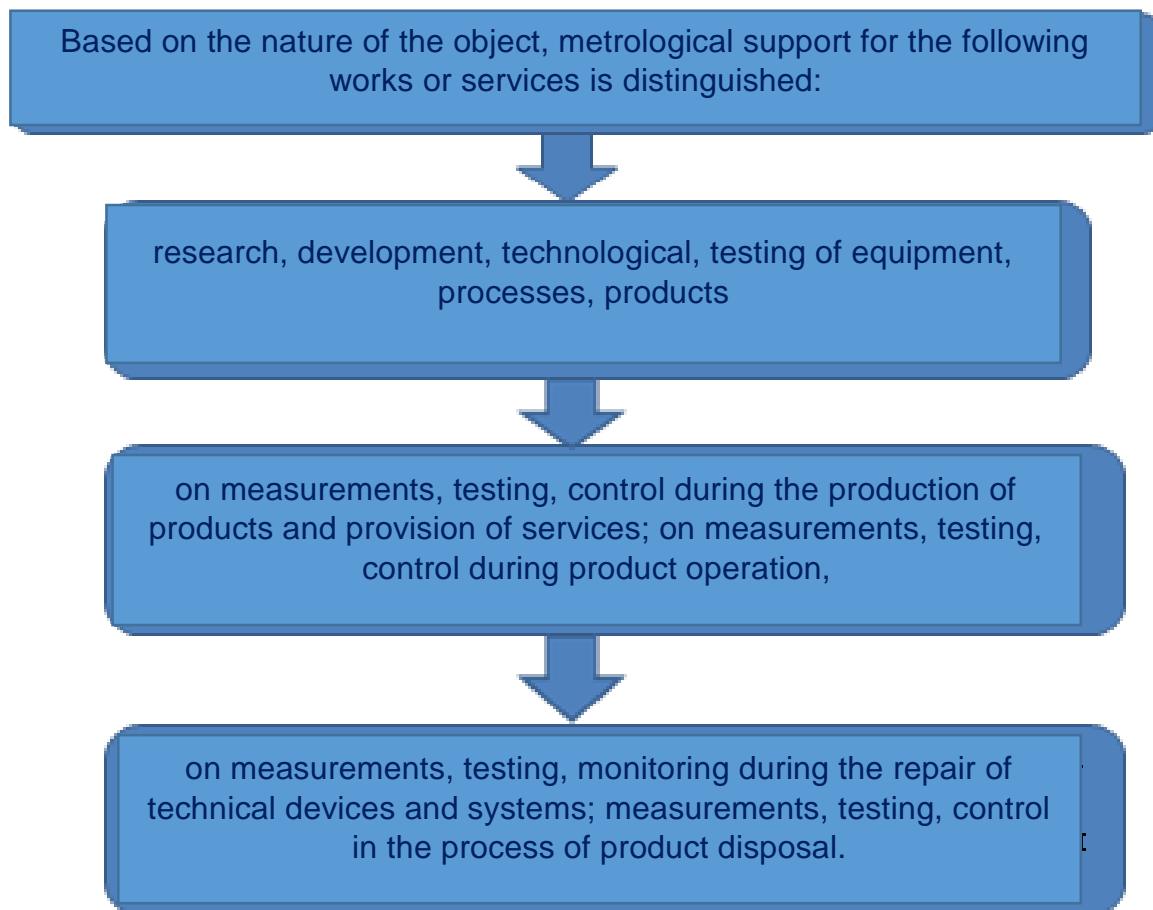 Based on the nature of the object, metrological support for the following
works or services is distinguished:
research, development, technological, testing of equipment,
processes, products
on measurements, testing, control during the production of
products and provision of services; on measurements, testing,
control during product operation,
on measurements, testing, monitoring during the repair of
technical devices and systems; measurements, testing, control
in the process of product disposal.